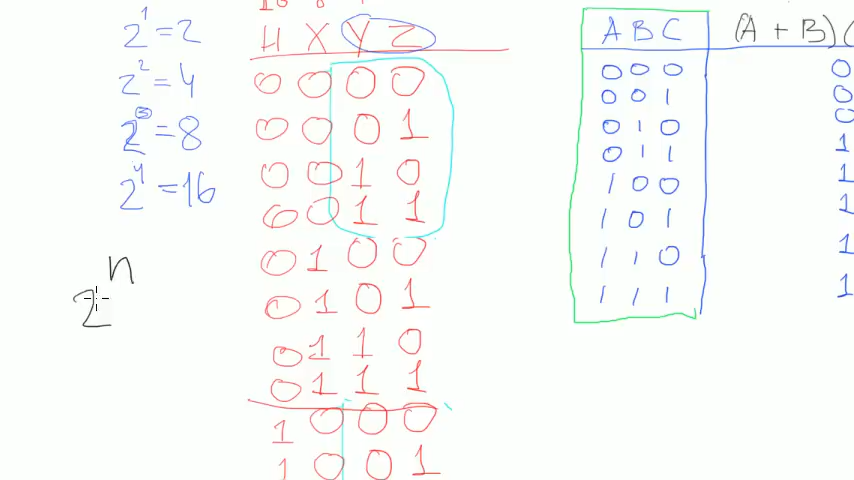 2^1 = 2
2^2 = 4
2^3 = 8
2^4 = 16
2^n
H X Y Z
0 0 0 0
0 0 0 1
0 0 1 0
0 0 1 1
0 1 0 0
0 1 0 1
0 1 1 0
0 1 1 1
1 0 0 0
1 0 0 1
A B C (A + B) (
0 0 0 0
0 0 1 0
0 1 0 0
0 1 1 1
1 0 0 1
1 0 1 1
1 1 0 1
1 1 1 1